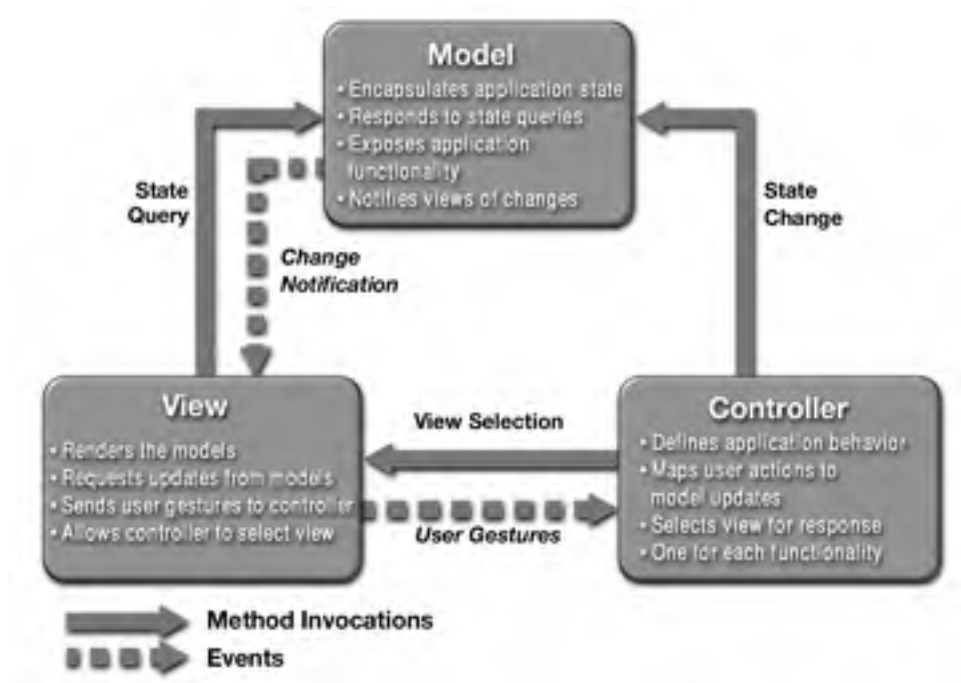 Model
• Encapsulates application state
• Responds to state queries
• Exposes application
functionality
• Notifies views of changes
State
Query
Change
Notification
State
Change
View
• Renders the models
• Requests updates from models
• Sends user gestures to controller
• Allows controller to select view
View Selection
User Gestures
Controller
• Defines application behavior
• Maps user actions to
model updates
• Selects view for response
• One for each functionality
Method Invocations
Events